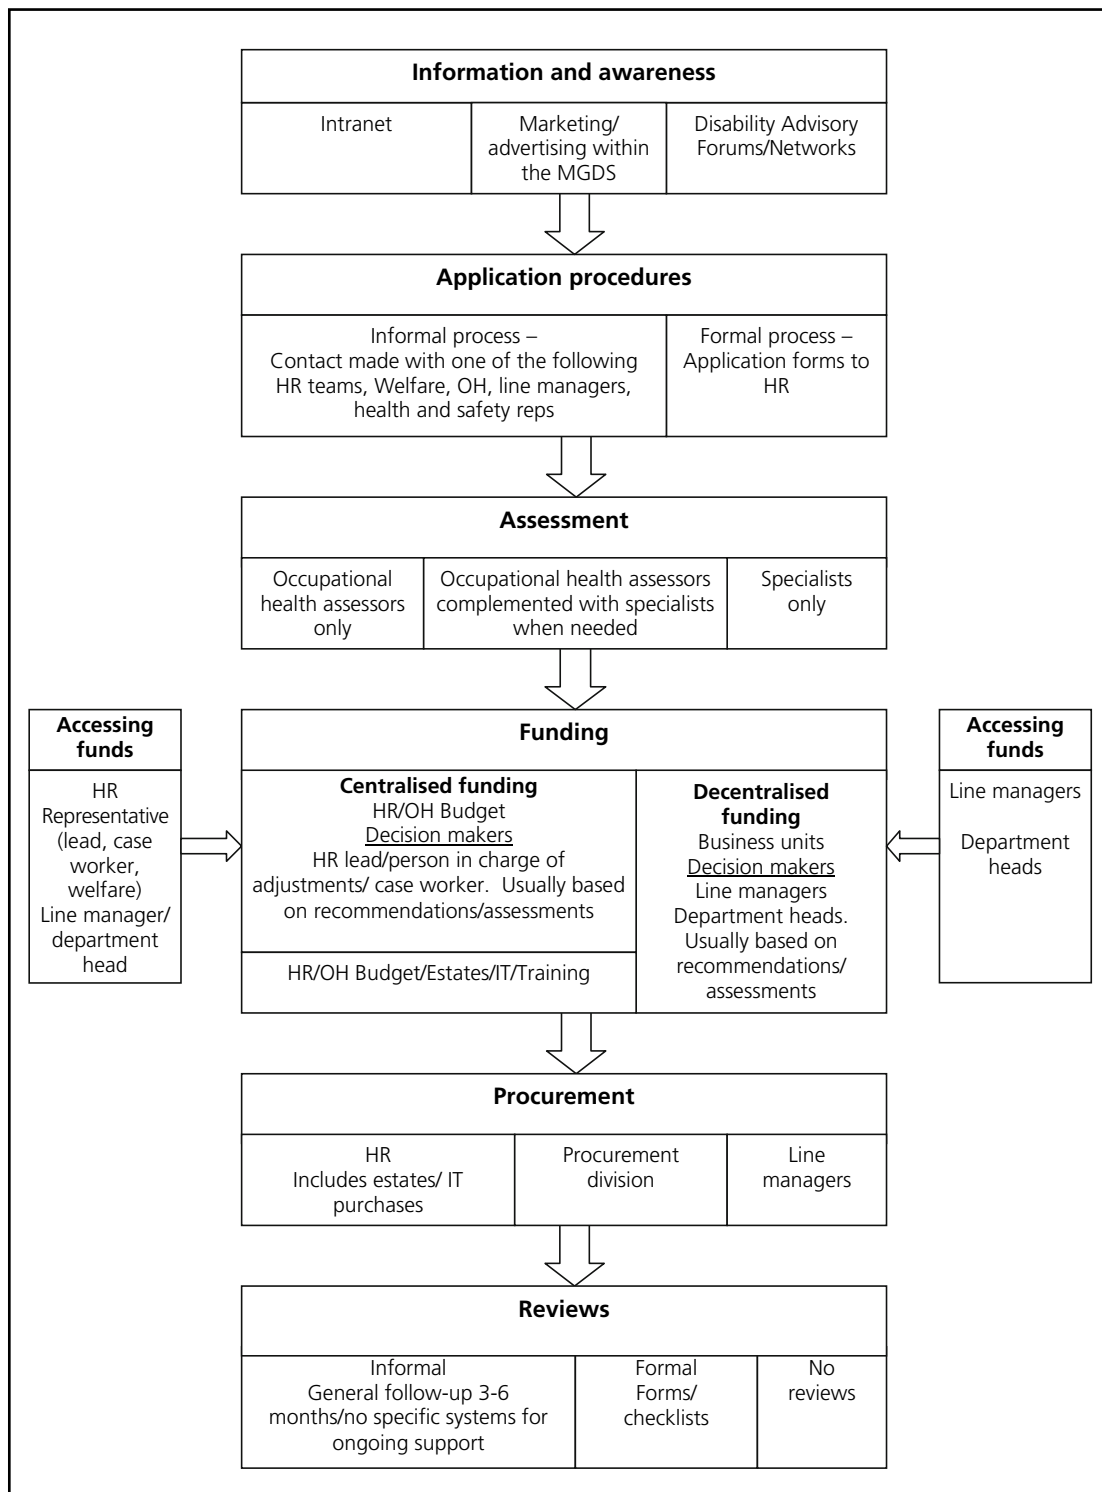 Information and awareness
Intranet
Marketing/
advertising within
the MGDS
Disability Advisory
Forums/Networks
Application procedures
Informal process –
Contact made with one of the following
HR teams, Welfare, OH, line managers,
health and safety reps
Formal process –
Application forms to
HR
Assessment
Occupational
health assessors
only
Occupational health assessors
complemented with specialists
when needed
Specialists
only
Accessing
funds
HR
Representative
(lead, case
worker,
welfare)
Line manager/
department
head
Funding
Centralised funding
HR/OH Budget
Decision makers
HR lead/person in charge of
adjustments/ case worker. Usually based
on recommendations/assessments
HR/OH Budget/Estates/IT/Training
Decentralised
funding
Business units
Decision makers
Line managers
Department heads.
Usually based on
recommendations/
assessments
Accessing
funds
Line managers
Department
heads
Procurement
HR
Includes estates/ IT
purchases
Procurement
division
Line
managers
Reviews
Informal
General follow-up 3-6
months/no specific systems for
ongoing support
Formal
Forms/
checklists
No
reviews